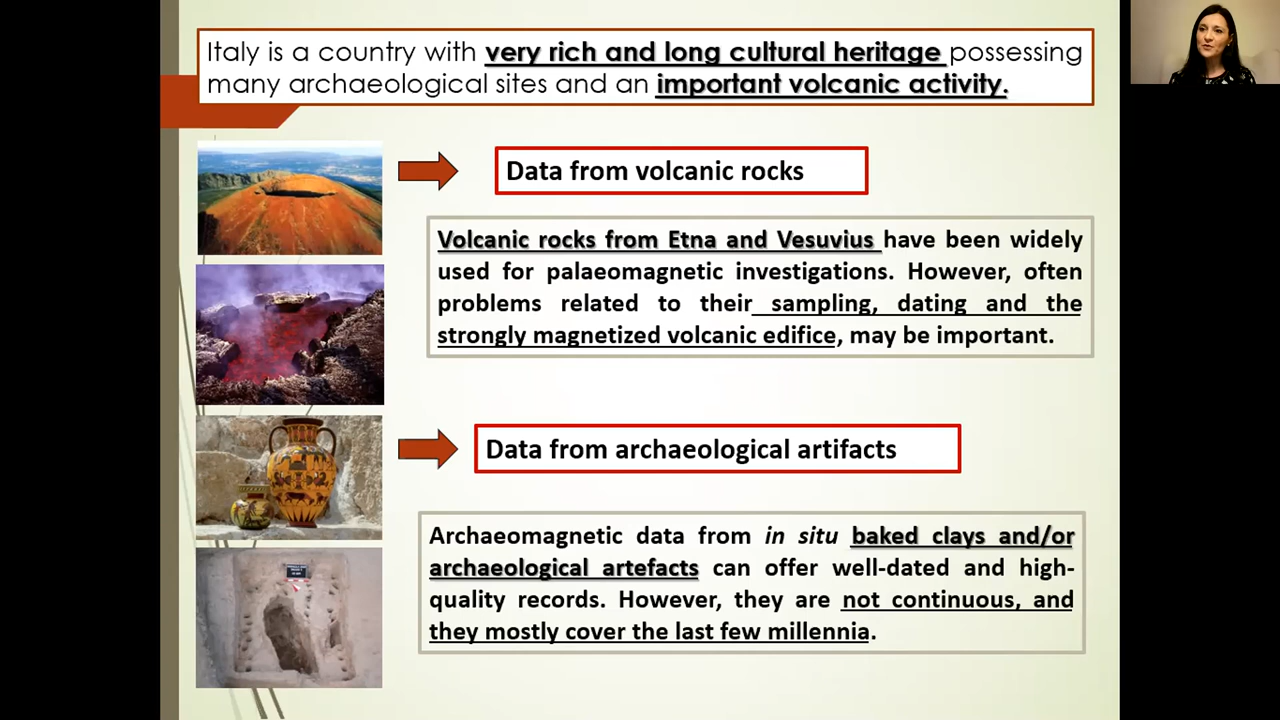 Italy is a country with very rich and long cultural heritage possessing
many archaeological sites and an important volcanic activity.
Data from volcanic rocks
Volcanic rocks from Etna and Vesuvius have been widely
used for palaeomagnetic investigations. However, often
problems related to their sampling, dating and the
strongly magnetized volcanic edifice, may be important.
Data from archaeological artifacts
Archaeomagnetic data from in situ baked clays and/or
archaeological artefacts can offer well-dated and high-
quality records. However, they are not continuous, and
they mostly cover the last few millennia.